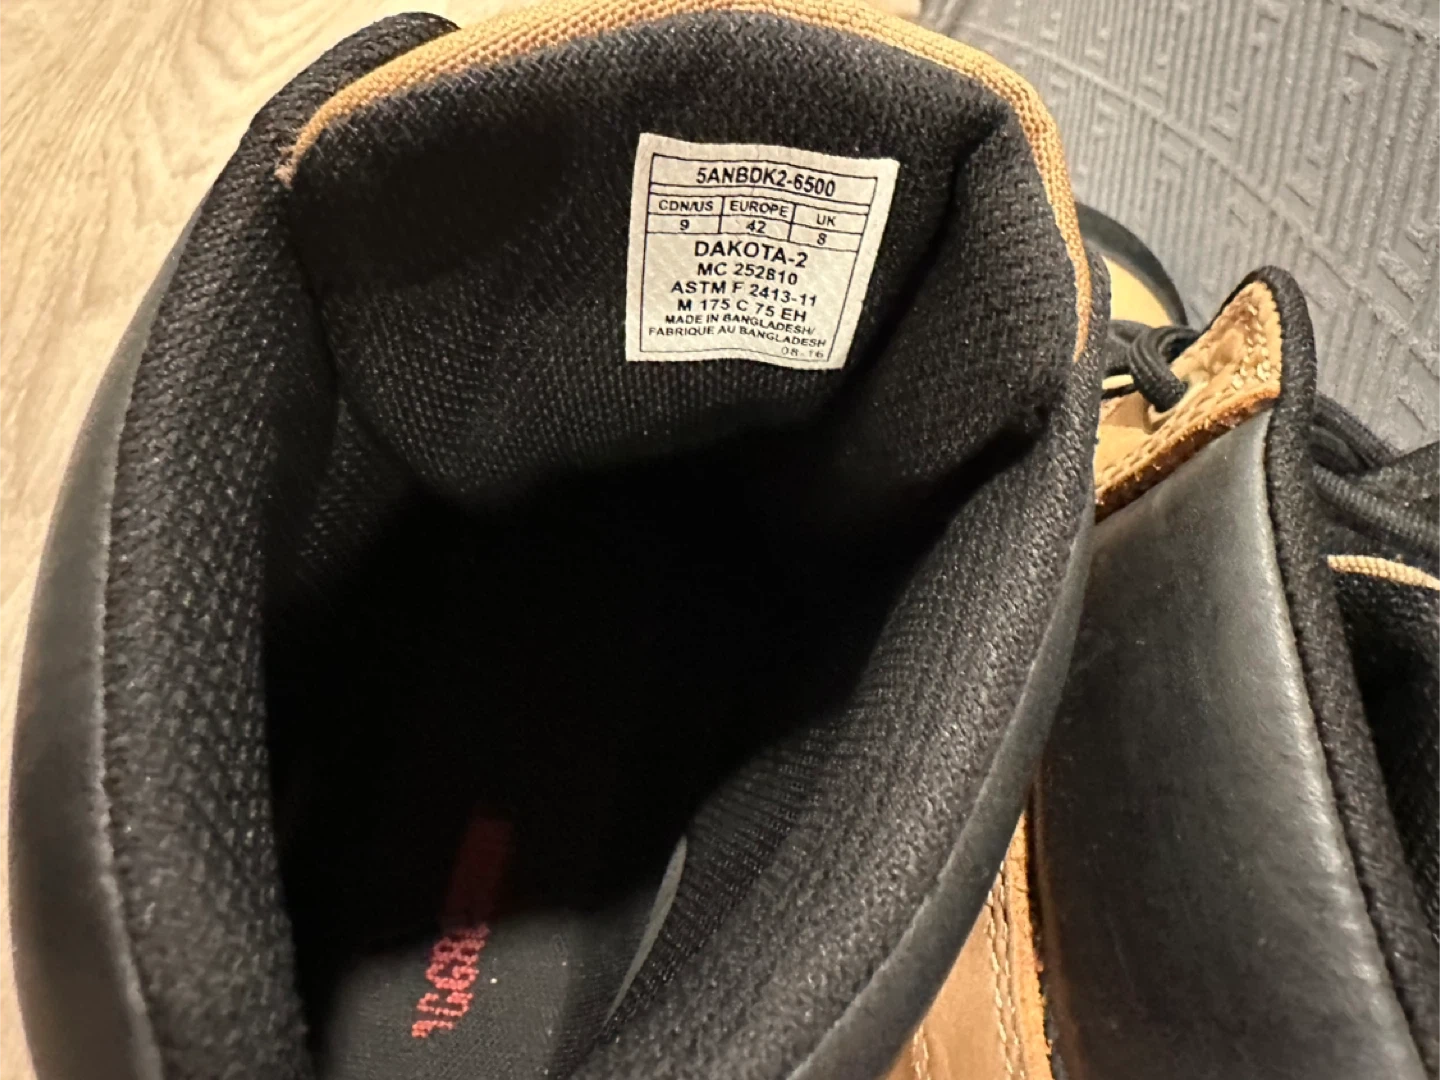 5ANBDK2-6500
CDN/US EUROPE UK
9 42 8
DAKOTA-2
MC 252810
ASTM F 2413-11
M 175 C 75 EH
MADE IN BANGLADESH/
FABRIQUE AU BANGLADESH
08-16